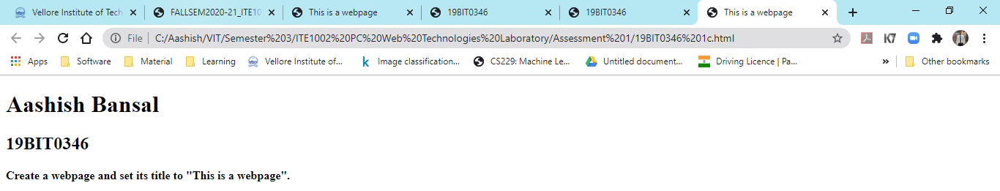 Vellore Institute of Tech FALLSEM2020-21_ITE10 This is a webpage 19BIT0346 19BIT0346 This is a webpage
File C:/Aashish/VIT/Semester%203/ITE1002%20PC%20Web%20Technologies%20Laboratory/Assessment%201/19BIT0346%201c.html K7
Apps Software Material Learning Vellore Institute of... k Image classification... CS229: Machine Le... Untitled document... Driving Licence | Pa... » Other bookmarks
Aashish Bansal
19BIT0346
Create a webpage and set its title to "This is a webpage".